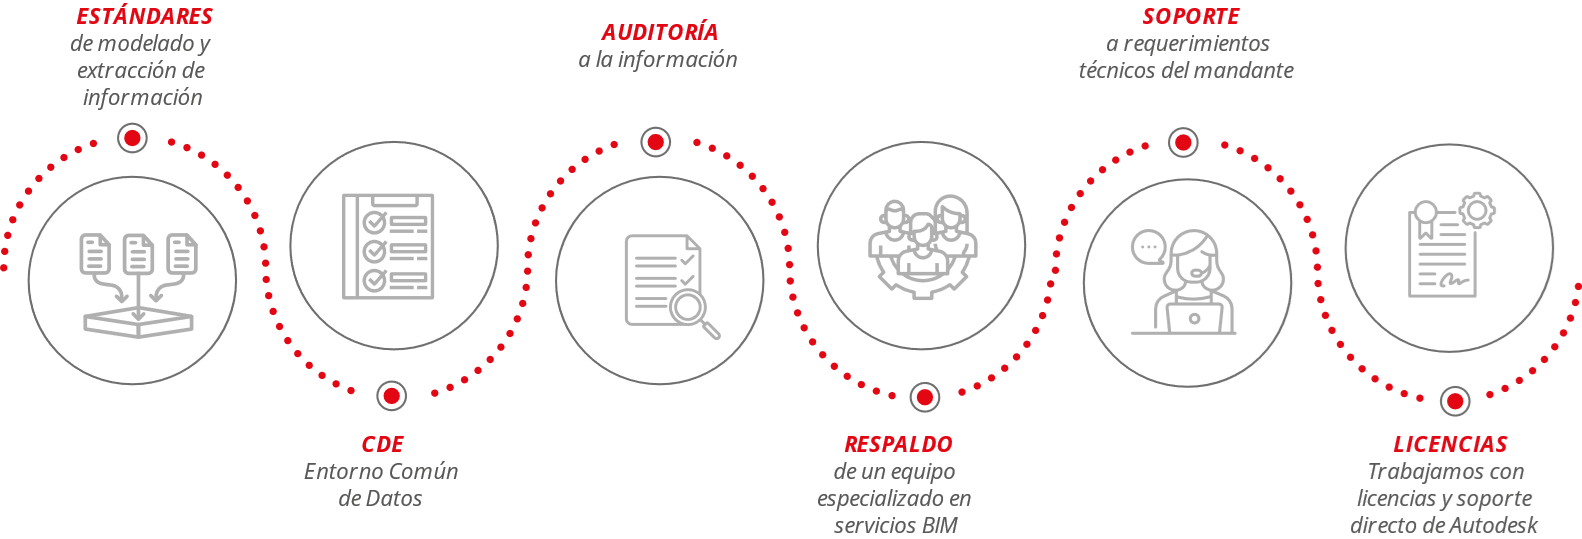 ESTÁNDARES
de modelado y
extracción de
información
CDE
Entorno Común
de Datos
AUDITORÍA
a la información
RESPALDO
de un equipo
especializado en
servicios BIM
SOPORTE
a requerimientos
técnicos del mandante
LICENCIAS
Trabajamos con
licencias y soporte
directo de Autodesk